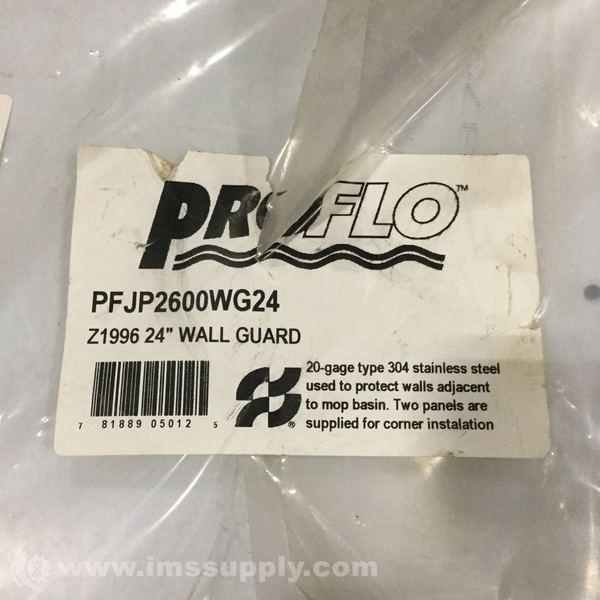 PROFLO™
PFJP2600WG24
Z1996 24" WALL GUARD
20-gage type 304 stainless steel
used to protect walls adjacent
to mop basin. Two panels are
supplied for corner instalation
7 81889 05012 5
®
www.imssupply.com